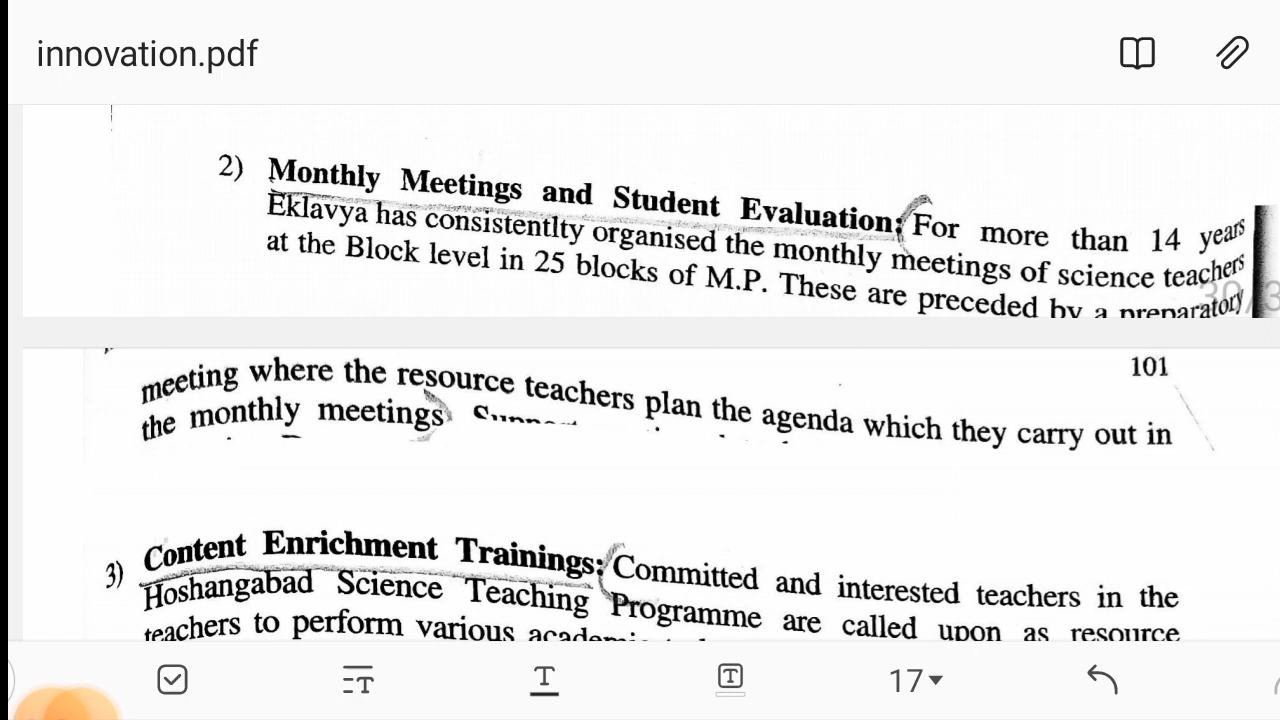 innovation.pdf
2) Monthly Meetings and Student Evaluation: For more than 14 years
Eklavya has consistentlty organised the monthly meetings of science teachers
at the Block level in 25 blocks of M.P. These are preceded by a preparatory
101
meeting where the resource teachers plan the agenda which they carry out in
the monthly meetings
3) Content Enrichment Trainings: Committed and interested teachers in the
Hoshangabad Science Teaching Programme are called upon as resource
teachers to perform various
17